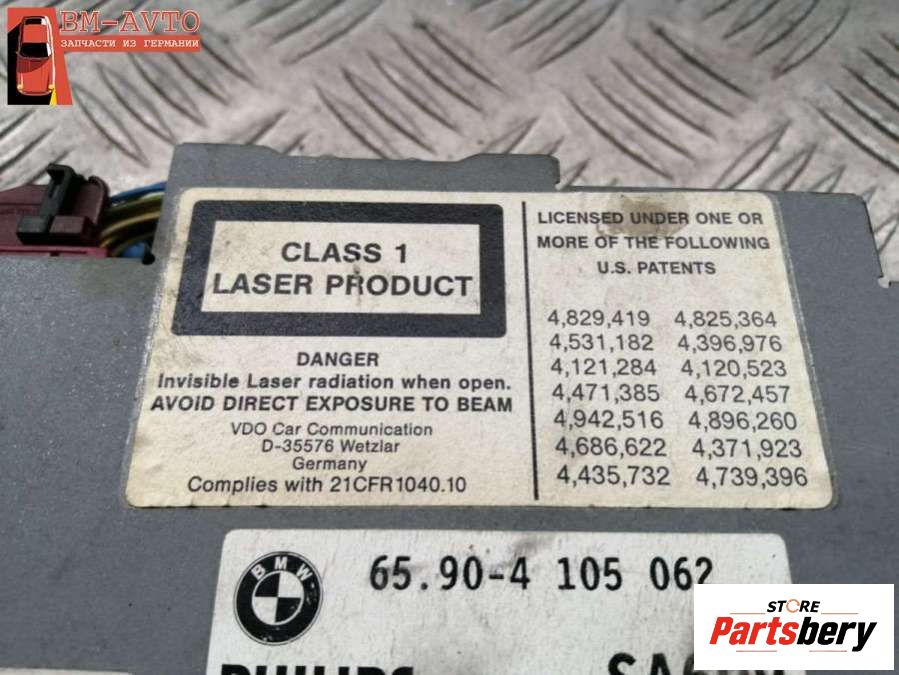 ВМ-AVTO
ЗАПЧАСТИ ИЗ ГЕРМАНИИ
CLASS 1
LASER PRODUCT
DANGER
Invisible Laser radiation when open.
AVOID DIRECT EXPOSURE TO BEAM
VDO Car Communication
D-35576 Wetzlar
Germany
Complies with 21CFR1040.10
LICENSED UNDER ONE OR
MORE OF THE FOLLOWING
U.S. PATENTS
4,829,419 4,825,364
4,531,182 4,396,976
4,121,284 4,120,523
4,471,385 4,672,457
4,942,516 4,896,260
4,686,622 4,371,923
4,435,732 4,739,396
BMW
65.90-4 105 062
PHILIPS
STORE
Partsbery